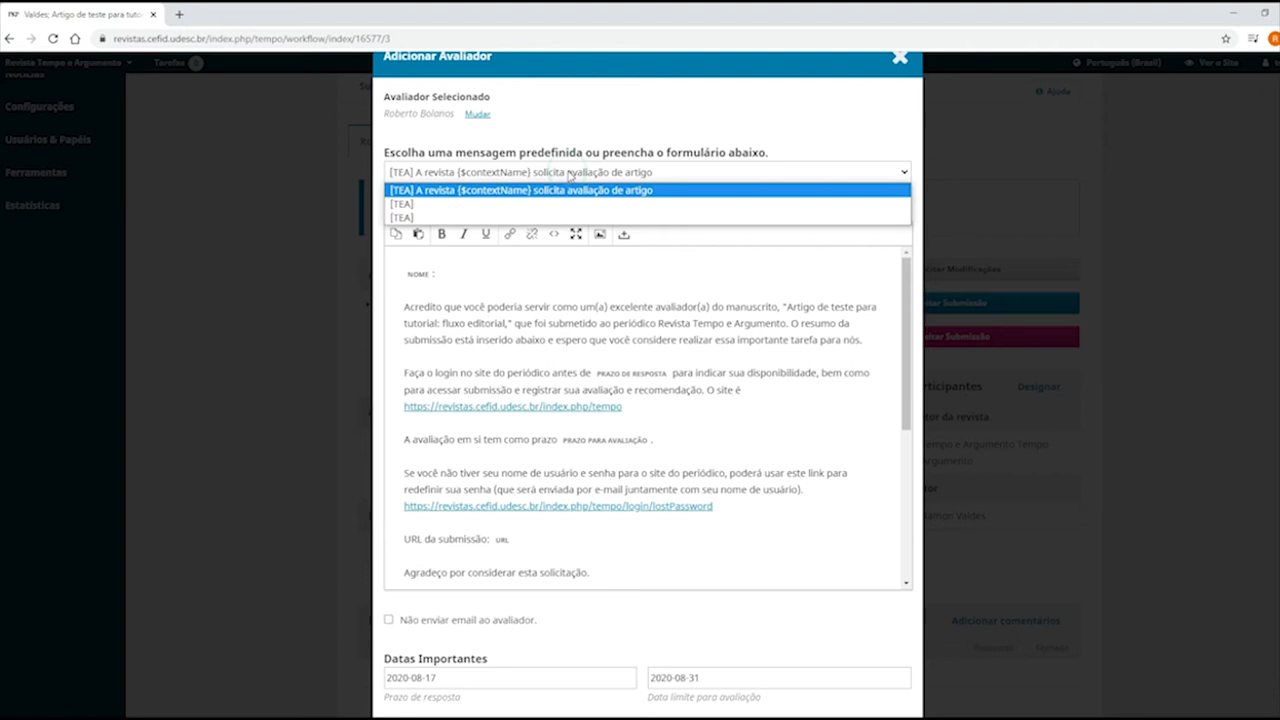 Valdes; Artigo de teste para tuto
revistas.cefid.udesc.br/index.php/tempo/workflow/index/16577/3
Revista Tempo e Argumento
Tarefas 0
Português (Brasil)
Ver o Site
Adicionar Avaliador
Notícias
Configurações
Usuários & Papéis
Ferramentas
Estatísticas
Ajuda
Avaliador Selecionado
Roberto Bolanos Mudar
Escolha uma mensagem predefinida ou preencha o formulário abaixo.
[TEA] A revista {$contextName} solicita avaliação de artigo
[TEA] A revista {$contextName} solicita avaliação de artigo
[TEA]
[TEA]
B I U
NOME :
Acredito que você poderia servir como um(a) excelente avaliador(a) do manuscrito, "Artigo de teste para
tutorial: fluxo editorial," que foi submetido ao periódico Revista Tempo e Argumento. O resumo da
submissão está inserido abaixo e espero que você considere realizar essa importante tarefa para nós.
Faça o login no site do periódico antes de PRAZO DE RESPOSTA para indicar sua disponibilidade, bem como
para acessar submissão e registrar sua avaliação e recomendação. O site é
https://revistas.cefid.udesc.br/index.php/tempo
A avaliação em si tem como prazo PRAZO PARA AVALIAÇÃO .
Se você não tiver seu nome de usuário e senha para o site do periódico, poderá usar este link para
redefinir sua senha (que será enviada por e-mail juntamente com seu nome de usuário).
https://revistas.cefid.udesc.br/index.php/tempo/login/lostPassword
URL da submissão: URL
Agradeço por considerar esta solicitação.
Não enviar email ao avaliador.
Datas Importantes
2020-08-17
2020-08-31
Prazo de resposta
Data limite para avaliação
citar Modificações
itar Submissão
eitar Submissão
rticipantes Designar
tor da revista
Tempo e Argumento Tempo
Argumento
tor
Ramon Valdes
Adicionar comentários